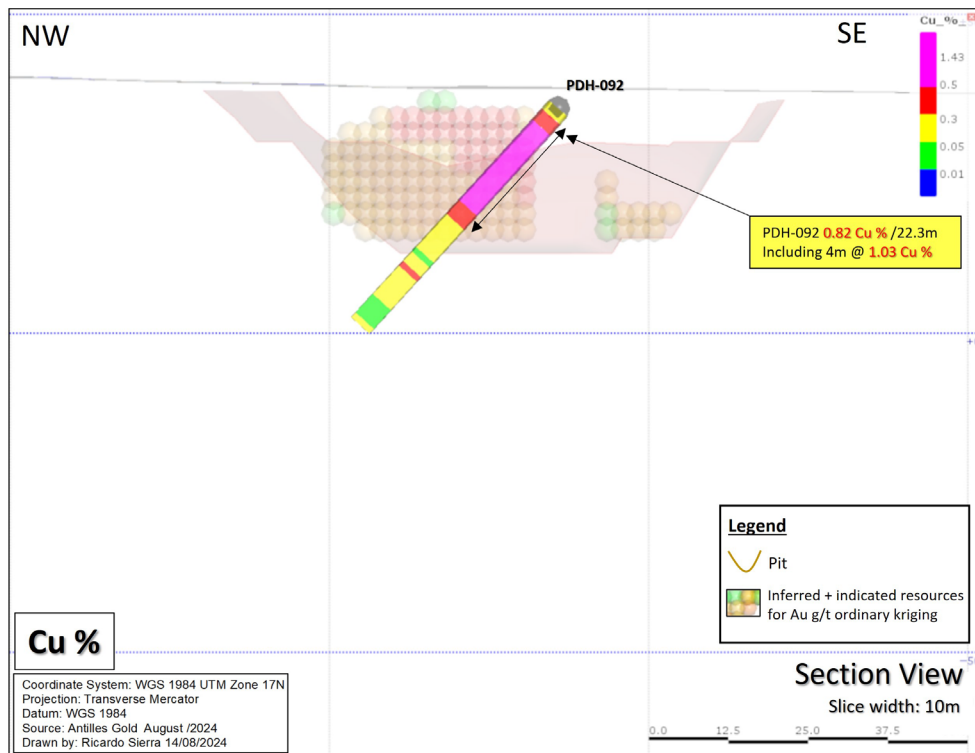 NW
SE
Cu_%_
PDH-092
1.43
0.5
0.3
0.05
0.01
PDH-092 0.82 Cu % /22.3m
Including 4m @ 1.03 Cu %
Legend
Pit
Inferred + indicated resources
for Au g/t ordinary kriging
Cu %
Coordinate System: WGS 1984 UTM Zone 17N
Projection: Transverse Mercator
Datum: WGS 1984
Source: Antilles Gold August /2024
Drawn by: Ricardo Sierra 14/08/2024
Section View
Slice width: 10m
0.0 12.5 25.0 37.5